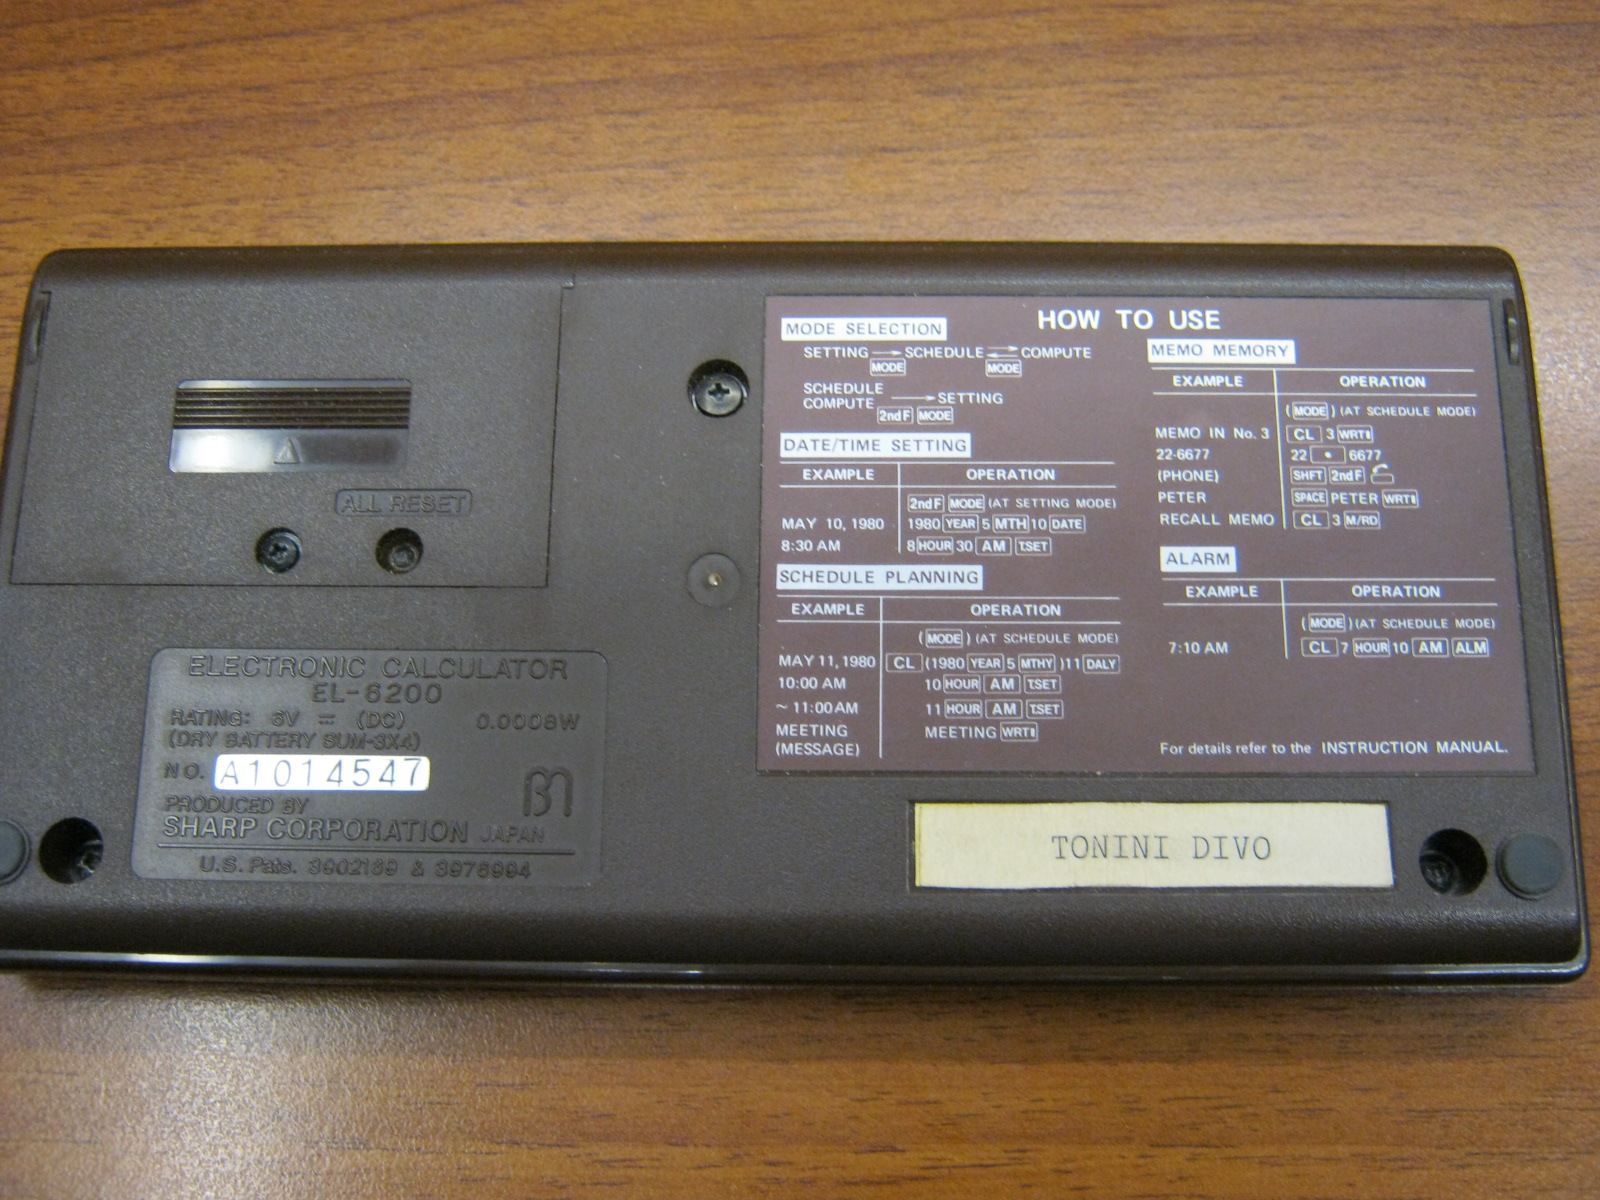 ALL RESET
ELECTRONIC CALCULATOR
EL-6200
RATING: 6V = (DC) 0.0008W
(DRY BATTERY SUM-3X4)
NO. A1014547
PRODUCED BY
SHARP CORPORATION JAPAN
U.S. Pats. 3902169 & 3976994
HOW TO USE
MODE SELECTION
SETTING → SCHEDULE ⇄ COMPUTE
MODE MODE
SCHEDULE
COMPUTE → SETTING
2ndF MODE
DATE/TIME SETTING
EXAMPLE OPERATION
2ndF MODE (AT SETTING MODE)
MAY 10, 1980 1980 YEAR 5 MTH 10 DATE
8:30 AM 8 HOUR 30 AM T.SET
SCHEDULE PLANNING
EXAMPLE OPERATION
( MODE ) (AT SCHEDULE MODE)
MAY 11, 1980 CL (1980 YEAR 5 MTHY )11 DALY
10:00 AM 10 HOUR AM T.SET
~ 11:00 AM 11 HOUR AM T.SET
MEETING MEETING WRT
(MESSAGE)
MEMO MEMORY
EXAMPLE OPERATION
( MODE ) (AT SCHEDULE MODE)
MEMO IN No. 3 CL 3 WRT
22-6677 22 • 6677
(PHONE) SHFT 2ndF
PETER SPACE PETER WRT
RECALL MEMO CL 3 M/RD
ALARM
EXAMPLE OPERATION
( MODE ) (AT SCHEDULE MODE)
7:10 AM CL 7 HOUR 10 AM ALM
For details refer to the INSTRUCTION MANUAL.
TONINI DIVO